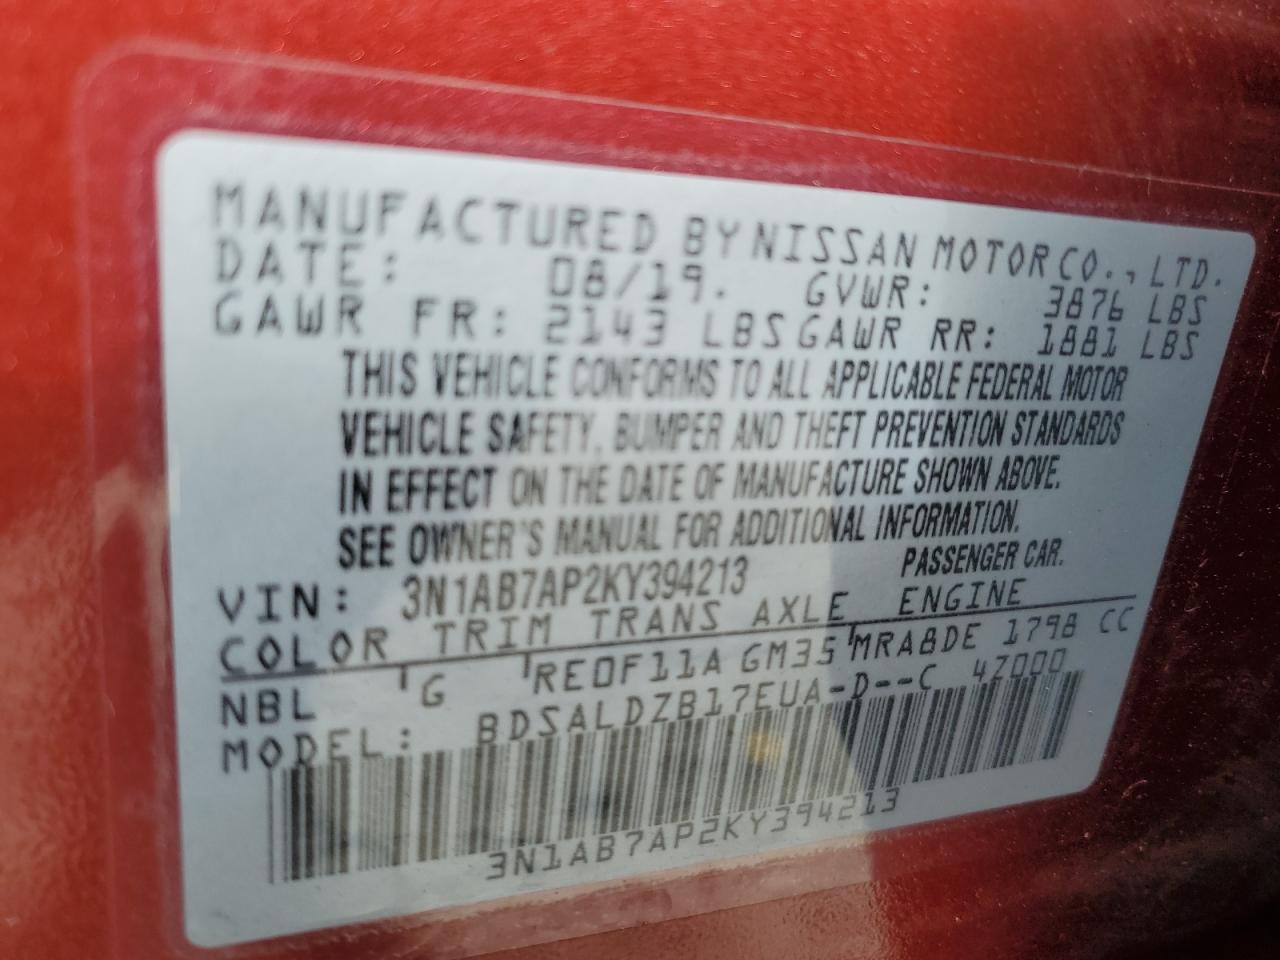 MANUFACTURED BY NISSAN MOTOR CO., LTD.
DATE: 08/19. GVWR: 3876 LBS
GAWR FR: 2143 LBS GAWR RR: 1881 LBS
THIS VEHICLE CONFORMS TO ALL APPLICABLE FEDERAL MOTOR
VEHICLE SAFETY, BUMPER AND THEFT PREVENTION STANDARDS
IN EFFECT ON THE DATE OF MANUFACTURE SHOWN ABOVE.
SEE OWNER'S MANUAL FOR ADDITIONAL INFORMATION.
PASSENGER CAR.
VIN: 3N1AB7AP2KY394213
COLOR TRIM TRANS AXLE ENGINE
NBL G RE0F11A GM35 MRA8DE 1798 CC
MODEL: BDSALDZB17EUA-D--C 4Z000
3N1AB7AP2KY394213